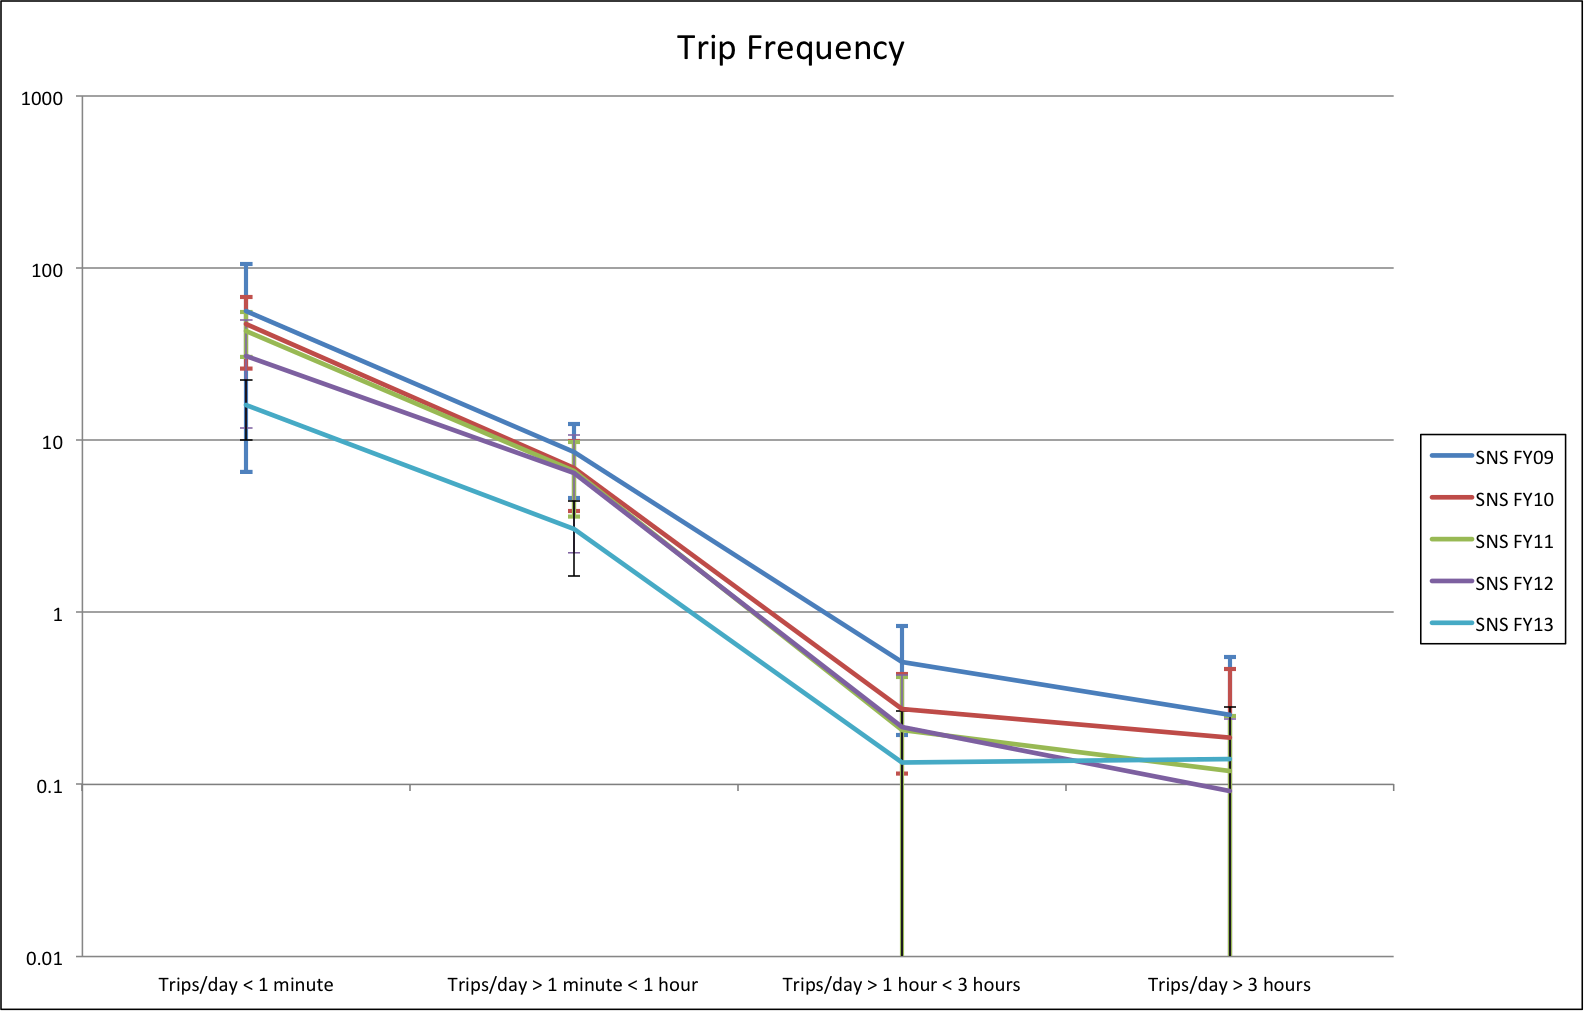 Trip Frequency
1000
100
10
1
0.1
0.01
Trips/day < 1 minute
Trips/day > 1 minute < 1 hour
Trips/day > 1 hour < 3 hours
Trips/day > 3 hours
SNS FY09
SNS FY10
SNS FY11
SNS FY12
SNS FY13